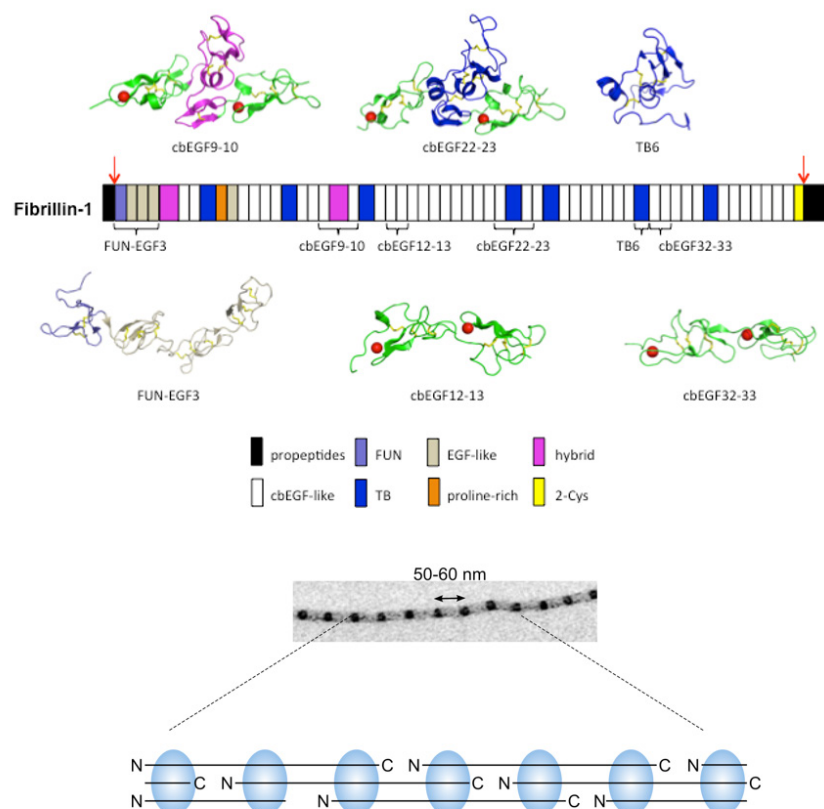 cbEGF9-10 cbEGF22-23 TB6
Fibrillin-1
FUN-EGF3 cbEGF9-10 cbEGF12-13 cbEGF22-23 TB6 cbEGF32-33
FUN-EGF3 cbEGF12-13 cbEGF32-33
propeptides FUN EGF-like hybrid
cbEGF-like TB proline-rich 2-Cys
50-60 nm
N C N C N
C N C N C
N N C N